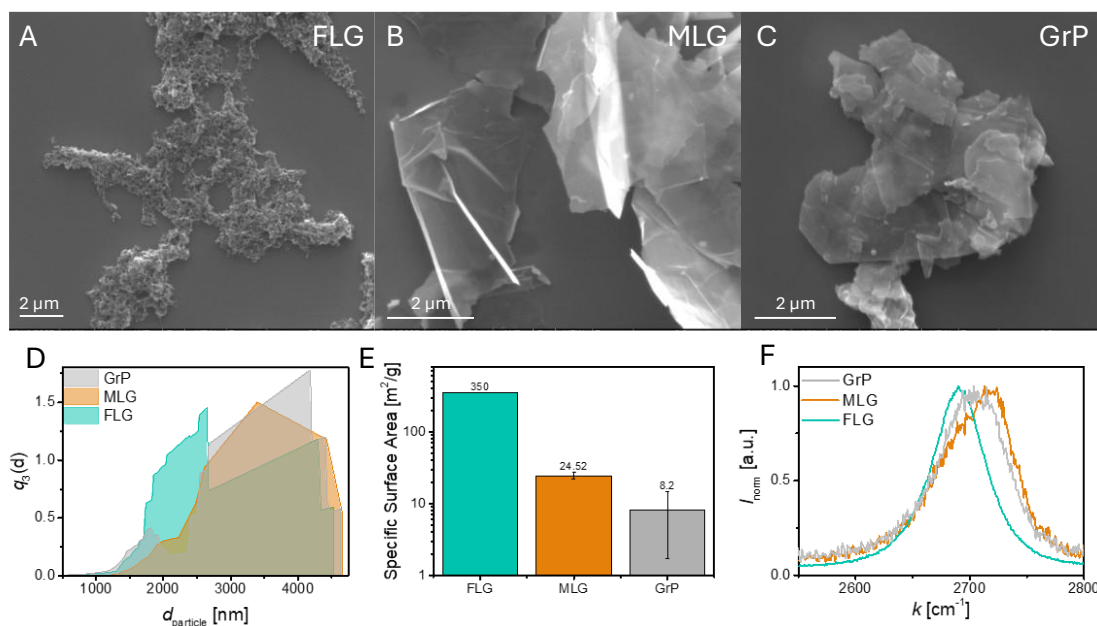 A
FLG
2 µm
B
MLG
2 µm
C
GrP
2 µm
D
GrP
MLG
FLG
1.5
1.0
0.5
0.0
q3(d)
1000
2000
3000
4000
dparticle [nm]
E
Specific Surface Area [m²/g]
100
10
1
350
24,52
8.2
FLG
MLG
GrP
F
GrP
MLG
FLG
1.0
0.5
0.0
Inorm [a.u.]
2600
2700
2800
k [cm⁻¹]